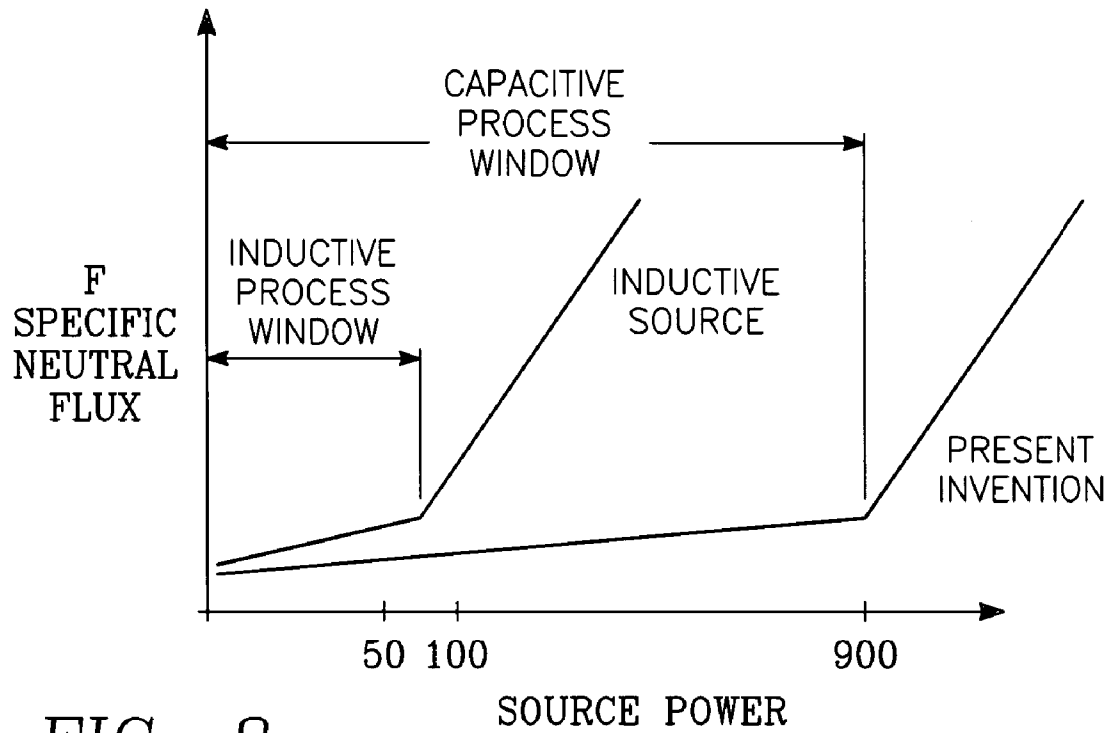 CAPACITIVE
PROCESS
WINDOW
INDUCTIVE
PROCESS
WINDOW
INDUCTIVE
SOURCE
F
SPECIFIC
NEUTRAL
FLUX
PRESENT
INVENTION
50 100 900
SOURCE POWER